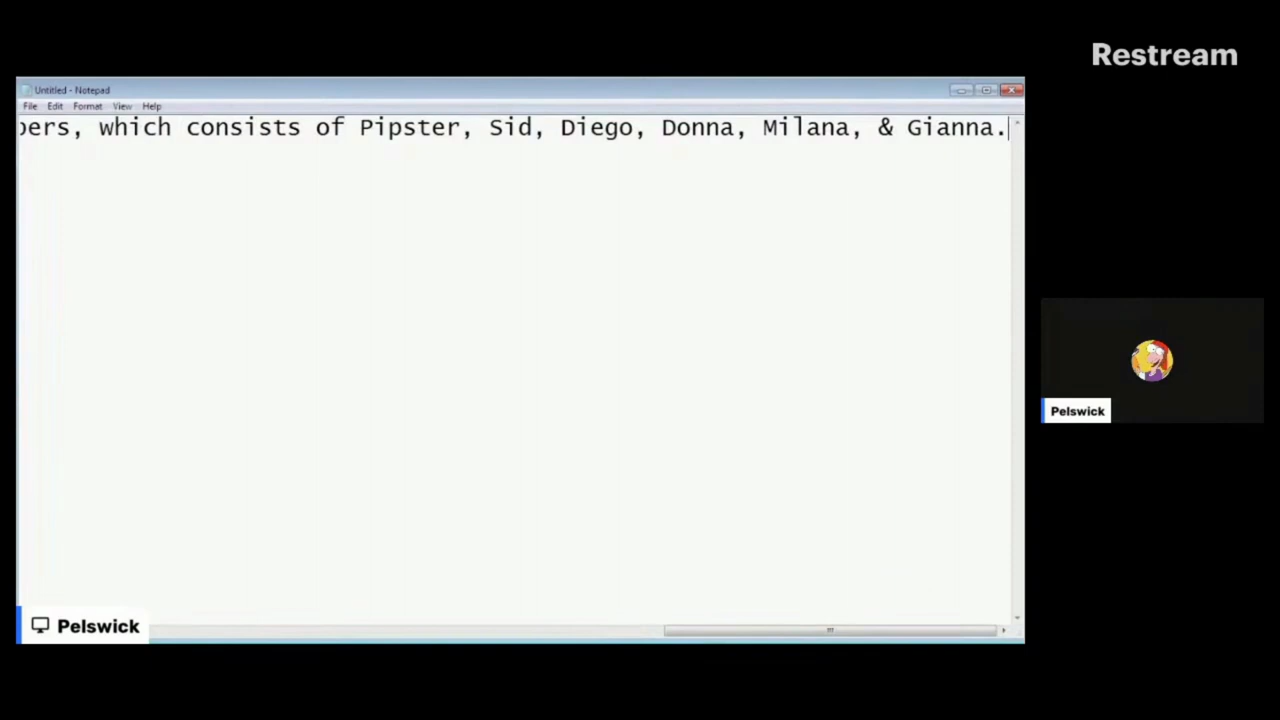 Restream
Untitled - Notepad
File Edit Format View Help
bers, which consists of Pipster, Sid, Diego, Donna, Milana, & Gianna.
Pelswick
Pelswick